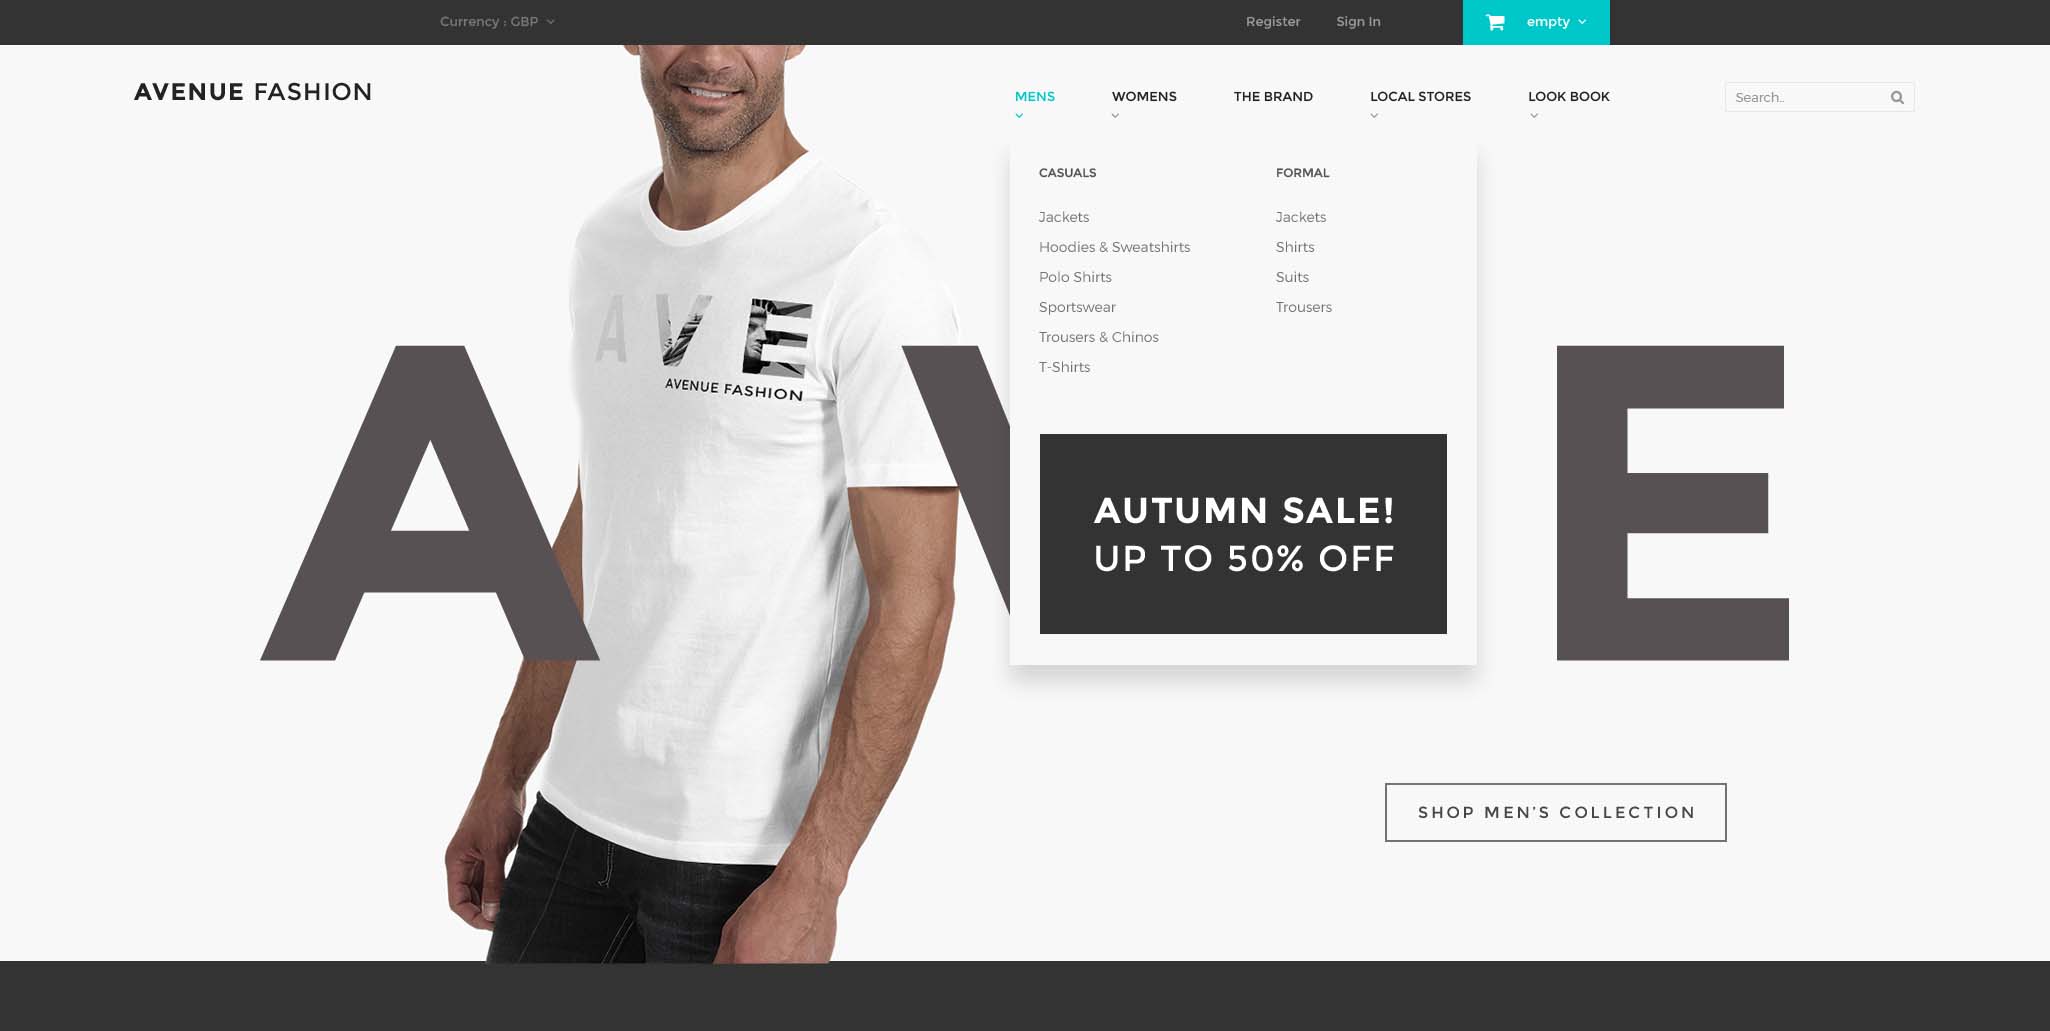 Currency : GBP
Register
Sign In
empty
AVENUE FASHION
MENS
WOMENS
THE BRAND
LOCAL STORES
LOOK BOOK
Search..
CASUALS
Jackets
Hoodies & Sweatshirts
Polo Shirts
Sportswear
Trousers & Chinos
T-Shirts
FORMAL
Jackets
Shirts
Suits
Trousers
AUTUMN SALE!
UP TO 50% OFF
AVE
AVENUE FASHION
AVE
SHOP MEN’S COLLECTION